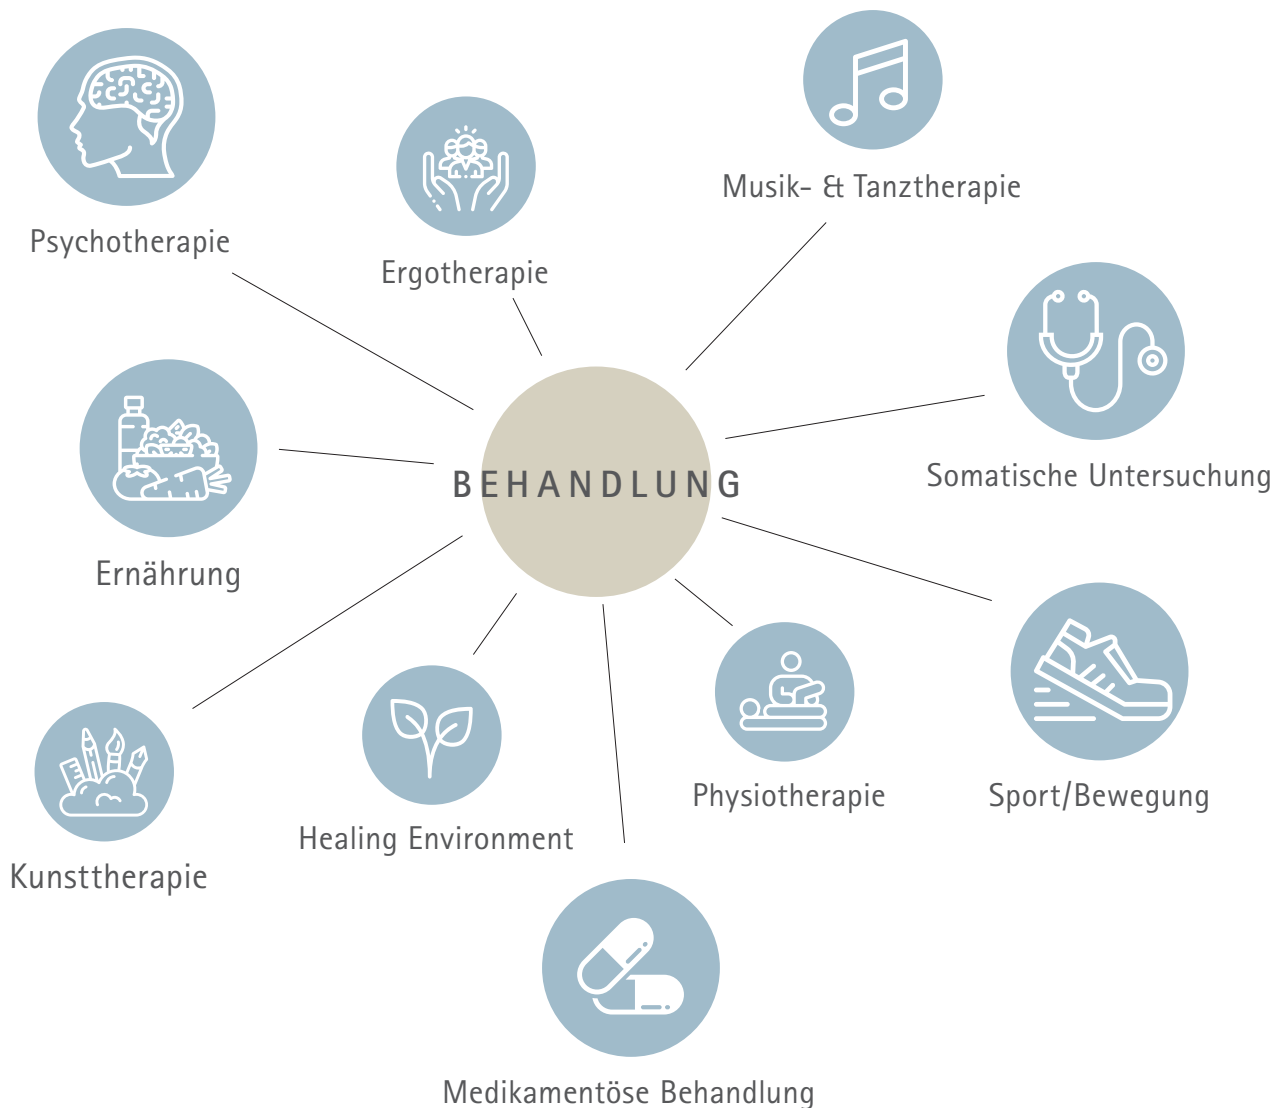 Musik- & Tanztherapie
Psychotherapie
Ergotherapie
Somatische Untersuchung
BEHANDLUNG
Ernährung
Physiotherapie
Sport/Bewegung
Healing Environment
Kunsttherapie
Medikamentöse Behandlung